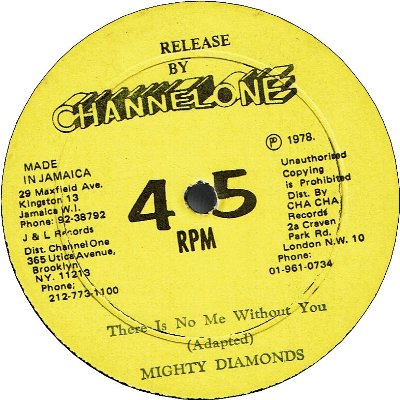 RELEASE
BY
CHANNEL ONE
MADE
IN JAMAICA
29 Maxfield Ave.
Kingston 13
Jamaica W.I.
Phone: 92-38792
J & L Records
Dist. Channel One
365 Utica Avenue,
Brooklyn
NY. 11213
Phone;
212-773-1100
℗ 1978.
Unauthorised
Copying
is Prohibited
Dist. By
CHA CHA
Records
2a Craven
Park Rd.
London N.W. 10
Phone;
01-961-0734
45
RPM
There Is No Me Without You
(Adapted)
MIGHTY DIAMONDS